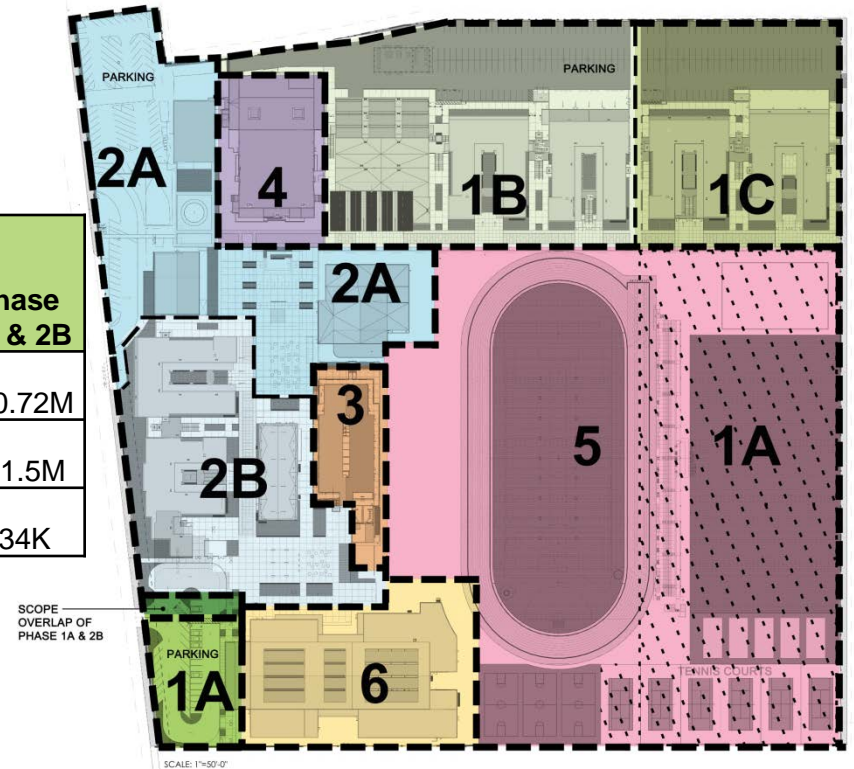 PARKING
PARKING
2A
4
1B
1C
2A
hase
& 2B
0.72M
1.5M
34K
3
5
1A
2B
SCOPE
OVERLAP OF
PHASE 1A & 2B
PARKING
1A
6
TENNIS COURTS
SCALE: 1"=50'-0"